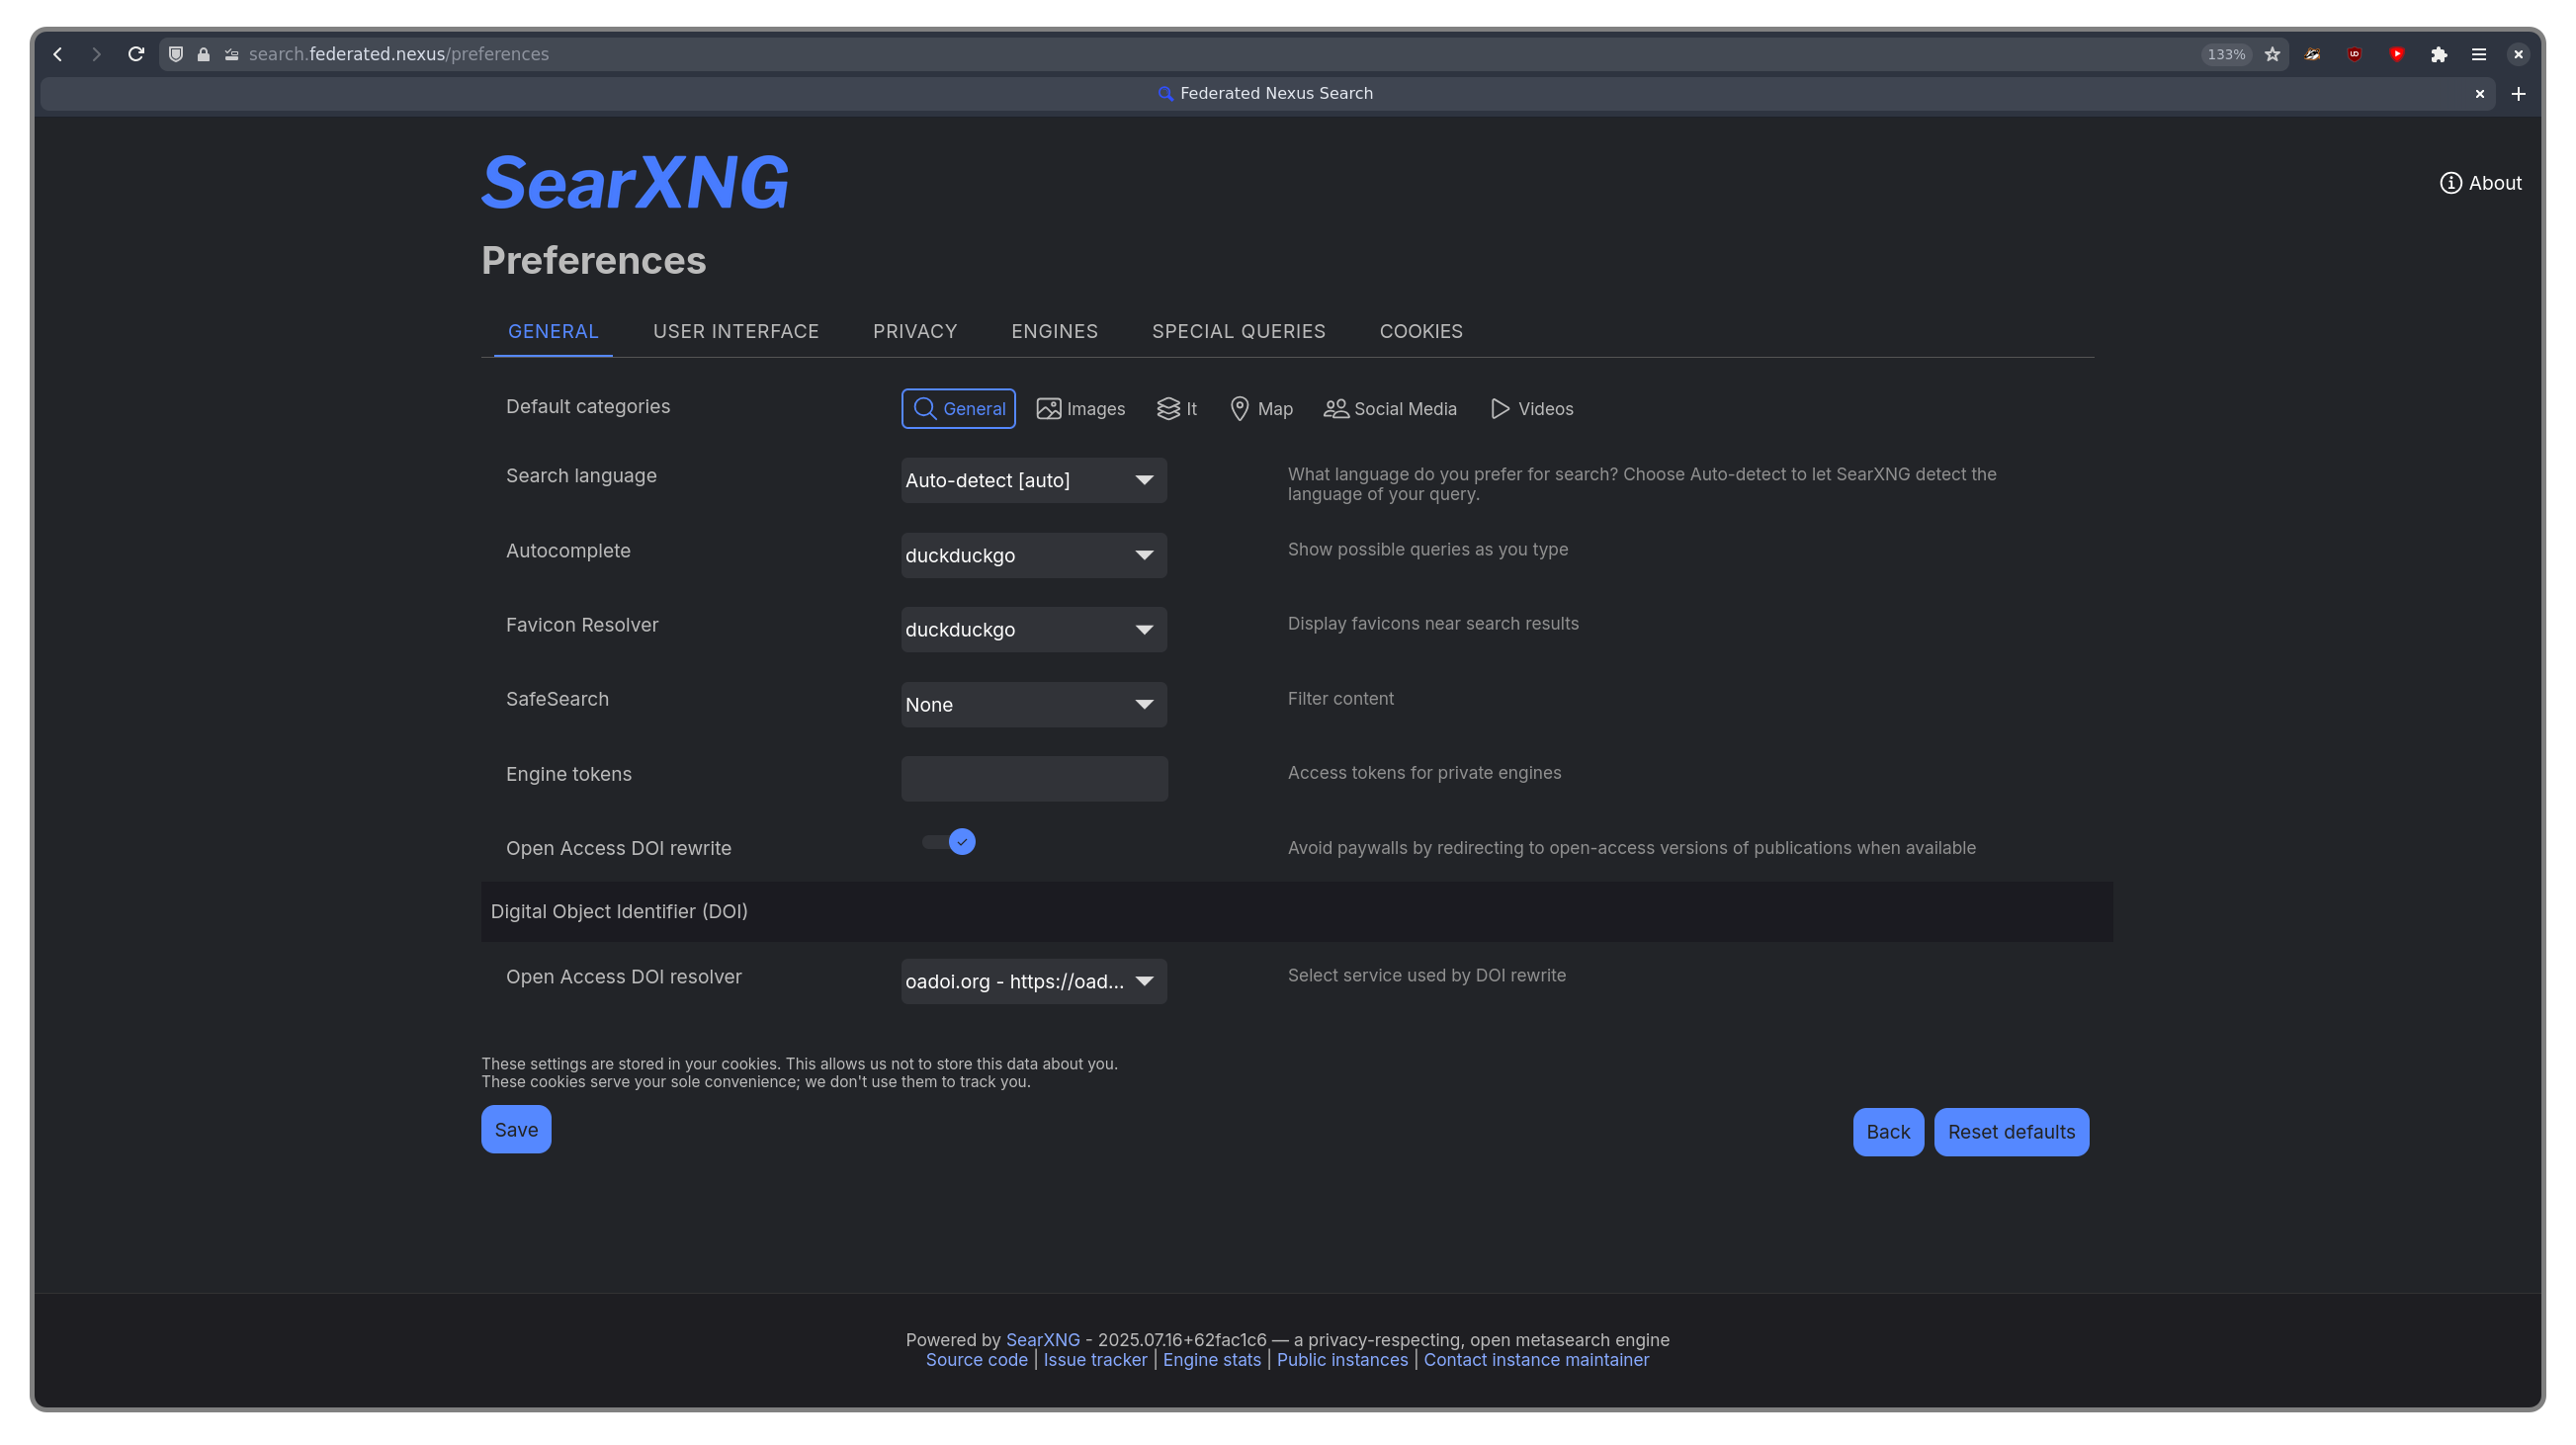 search.federated.nexus/preferences
133%
Federated Nexus Search
SearXNG
About
Preferences
GENERAL USER INTERFACE PRIVACY ENGINES SPECIAL QUERIES COOKIES
Default categories General Images It Map Social Media Videos
Search language Auto-detect [auto] What language do you prefer for search? Choose Auto-detect to let SearXNG detect the
language of your query.
Autocomplete duckduckgo Show possible queries as you type
Favicon Resolver duckduckgo Display favicons near search results
SafeSearch None Filter content
Engine tokens Access tokens for private engines
Open Access DOI rewrite Avoid paywalls by redirecting to open-access versions of publications when available
Digital Object Identifier (DOI)
Open Access DOI resolver oadoi.org - https://oad... Select service used by DOI rewrite
These settings are stored in your cookies. This allows us not to store this data about you.
These cookies serve your sole convenience; we don't use them to track you.
Save Back Reset defaults
Powered by SearXNG - 2025.07.16+62fac1c6 — a privacy-respecting, open metasearch engine
Source code | Issue tracker | Engine stats | Public instances | Contact instance maintainer